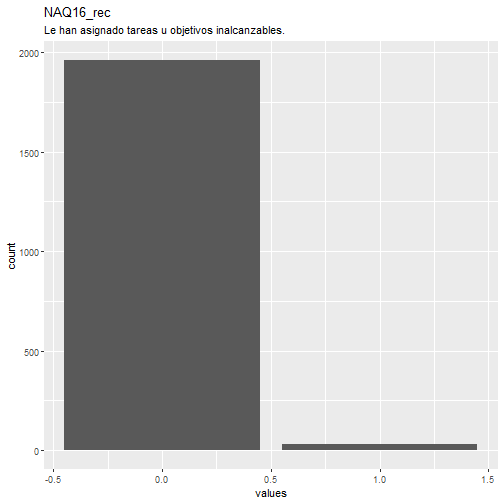 NAQ16_rec
Le han asignado tareas u objetivos inalcanzables.
2000
1500
1000
500
0
count
-0.5 0.0 0.5 1.0 1.5
values